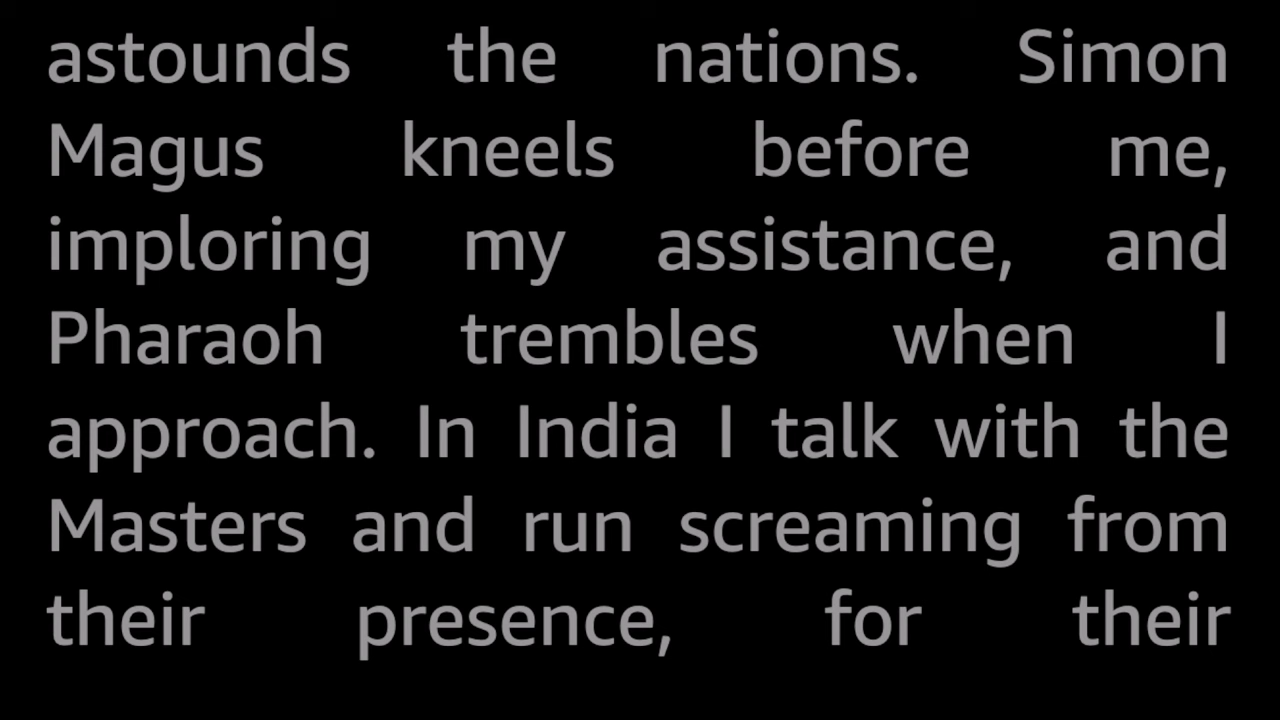 astounds the nations. Simon
Magus kneels before me,
imploring my assistance, and
Pharaoh trembles when I
approach. In India I talk with the
Masters and run screaming from
their presence, for their